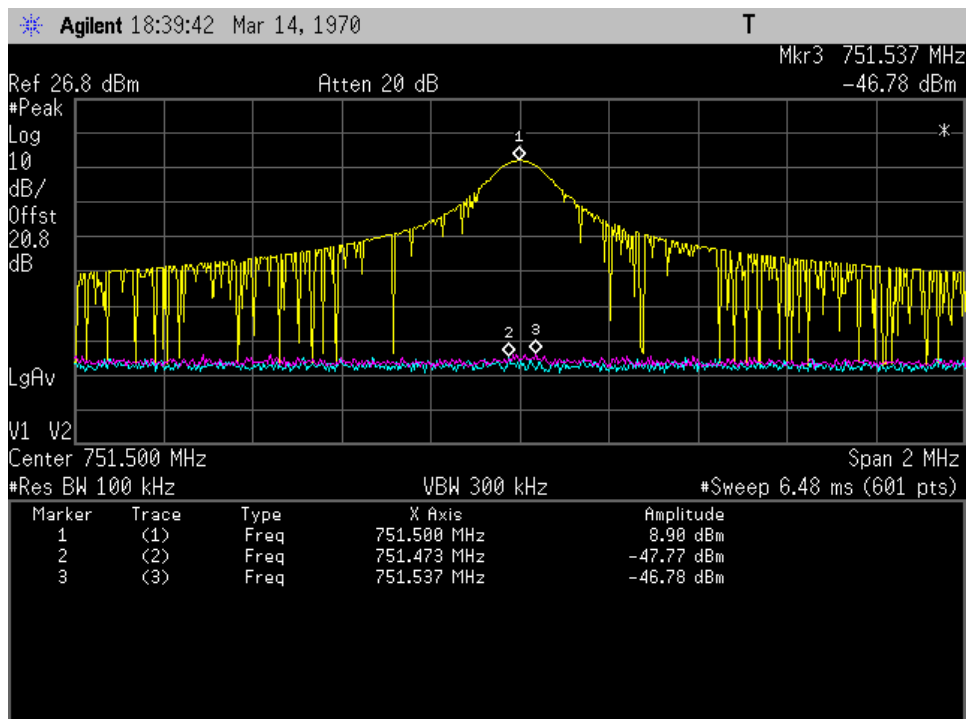 Agilent 18:39:42 Mar 14, 1970 T
Mkr3 751.537 MHz
Ref 26.8 dBm Atten 20 dB -46.78 dBm
#Peak
Log
10
dB/
Offst
20.8
dB
1
*
2 3
LgAv
V1 V2
Center 751.500 MHz Span 2 MHz
#Res BW 100 kHz VBW 300 kHz #Sweep 6.48 ms (601 pts)
Marker Trace Type X Axis Amplitude
1 (1) Freq 751.500 MHz 8.90 dBm
2 (2) Freq 751.473 MHz -47.77 dBm
3 (3) Freq 751.537 MHz -46.78 dBm